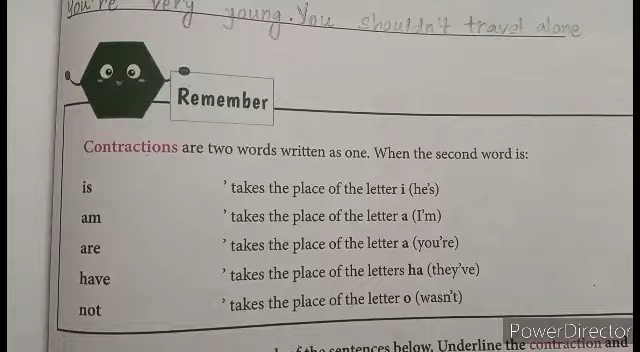 You're very young. You shouldn't travel alone
Remember
Contractions are two words written as one. When the second word is:
is ' takes the place of the letter i (he's)
am ' takes the place of the letter a (I'm)
are ' takes the place of the letter a (you're)
have ' takes the place of the letters ha (they've)
not ' takes the place of the letter o (wasn't)
PowerDirector
of the sentences below. Underline the contraction and